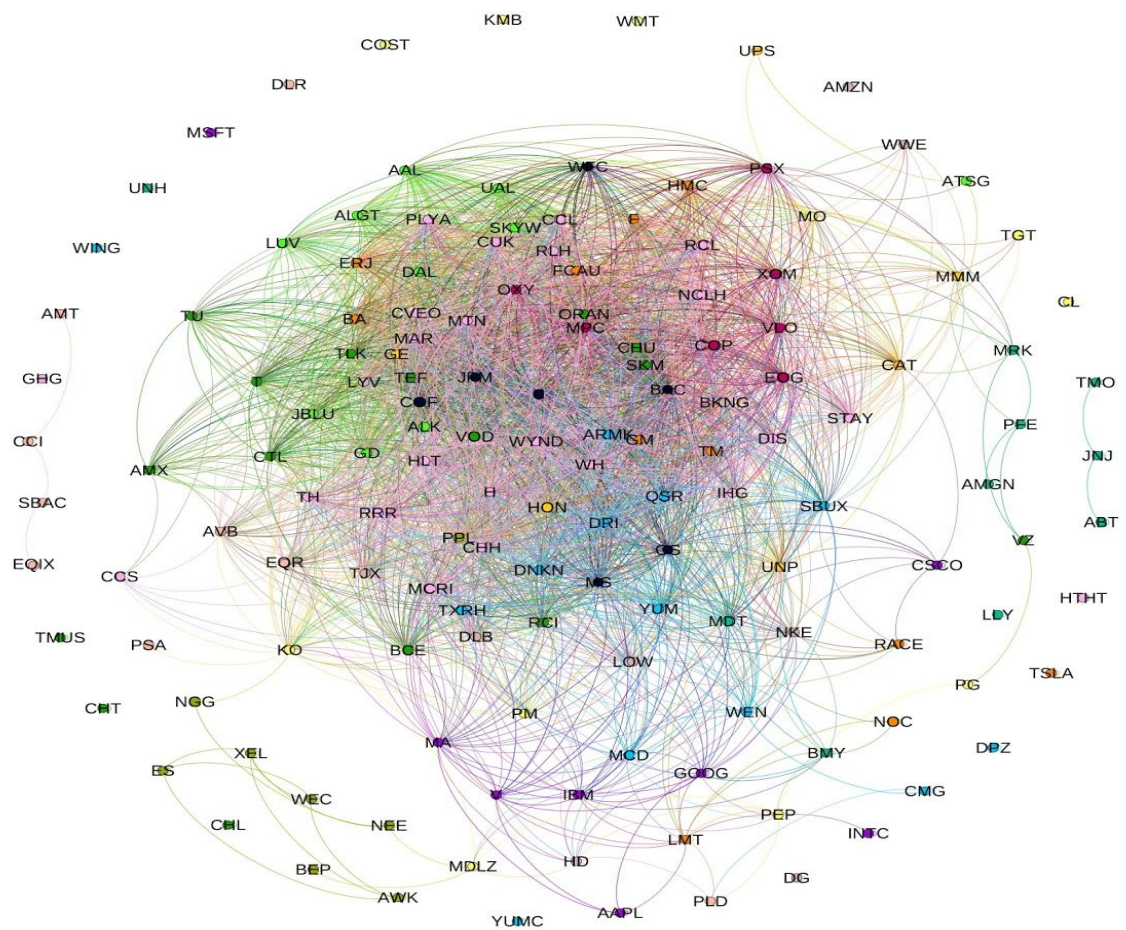 KMB
WMT
COST
UPS
DLR
AMZN
MSFT
WWE
WFC
PSX
AAL
UNH
UAL
HMC
ATSG
ALGT
PLYA
SKYW
CCL
F
MO
LUV
CUK
RLH
RCL
TGT
WING
ERJ
DAL
FCAU
XOM
MMM
OXY
NCLH
CL
AMT
TU
BA
CVEO
MTN
ORAN
MPC
VLO
MAR
CHU
COP
MRK
TLK
GE
SKM
CAT
GHG
T
LYV
TEF
JPM
C
BAC
EOG
TMO
COF
BKNG
JBLU
ALK
STAY
PFE
CCI
VOD
WYND
ARMK
GM
DIS
AMX
CTL
GD
HLT
WH
TM
JNJ
SBAC
TH
H
QSR
IHG
SBUX
AMGN
RRR
HON
DRI
ABT
AVB
PPL
CHH
GS
VZ
EQIX
CCS
EQR
TJX
DNKN
MS
UNP
CSCO
MCRI
HTHT
TXRH
YUM
LLY
TMUS
PSA
KO
BCE
DLB
RCI
MDT
NKE
RACE
LOW
TSLA
CHT
NGG
PM
WEN
PG
NOC
XEL
MA
MCD
BMY
DPZ
ES
GOOG
WEC
V
IBM
CMG
CHL
NEE
PEP
LMT
INTC
BEP
MDLZ
HD
DG
AWK
PLD
YUMC
AAPL